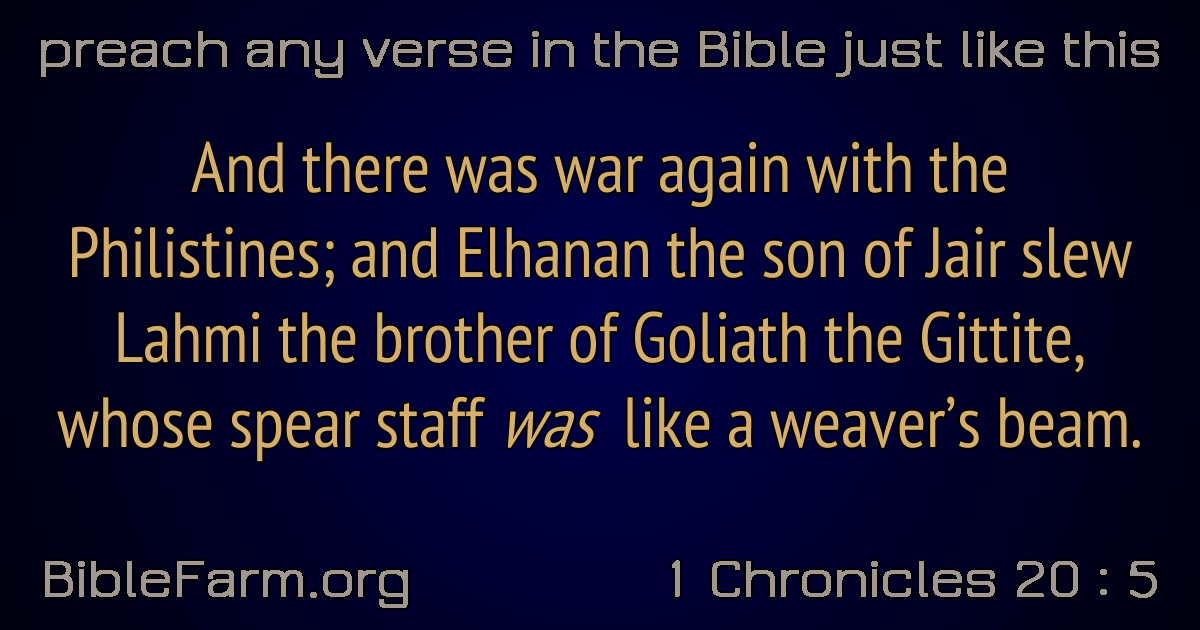 preach any verse in the Bible just like this
And there was war again with the
Philistines; and Elhanan the son of Jair slew
Lahmi the brother of Goliath the Gittite,
whose spear staff was like a weaver’s beam.
BibleFarm.org
1 Chronicles 20 : 5